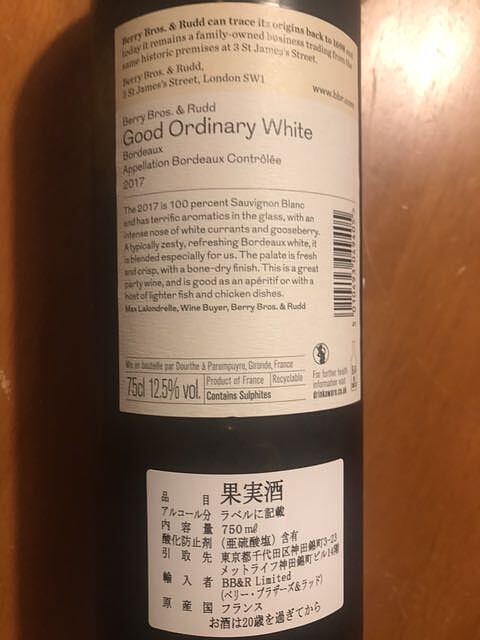 Berry Bros. & Rudd can trace its origins back to 1698 and
today it remains a family-owned business trading from the
same historic premises at 3 St James's Street.
Berry Bros. & Rudd,
3 St James's Street, London SW1
www.bbr.com
Berry Bros. & Rudd
Good Ordinary White
Bordeaux
Appellation Bordeaux Contrôlée
2017
The 2017 is 100 percent Sauvignon Blanc
and has terrific aromatics in the glass, with an
intense nose of white currants and gooseberry.
A typically zesty, refreshing Bordeaux white, it
is blended especially for us. The palate is fresh
and crisp, with a bone-dry finish. This is a great
party wine, and is good as an apéritif or with a
host of lighter fish and chicken dishes.
Max Lalondrelle, Wine Buyer, Berry Bros. & Rudd
Mis en bouteille par Dourthe à Parempuyre, Gironde, France
75cl 12.5% vol.
Product of France
Recyclable
Contains Sulphites
For further health
information visit
drinkaware.co.uk
品目 果実酒
アルコール分 ラベルに記載
内容量 750㎖
酸化防止剤 (亜硫酸塩) 含有
引取先 東京都千代田区神田錦町3-23
メットライフ神田錦町ビル14階
輸入者 BB&R Limited
(ベリー・ブラザーズ&ラッド)
原産国 フランス
お酒は20歳を過ぎてから